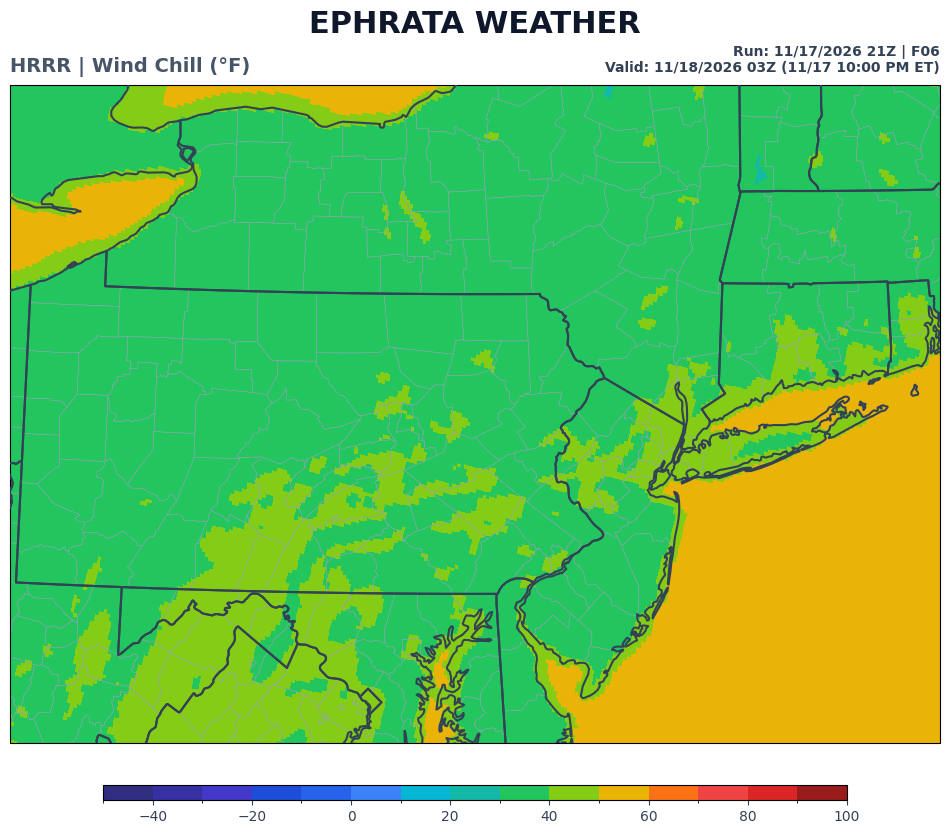 EPHRATA WEATHER
HRRR | Wind Chill (°F)
Run: 11/17/2026 21Z | F06
Valid: 11/18/2026 03Z (11/17 10:00 PM ET)
−40 −20 0 20 40 60 80 100